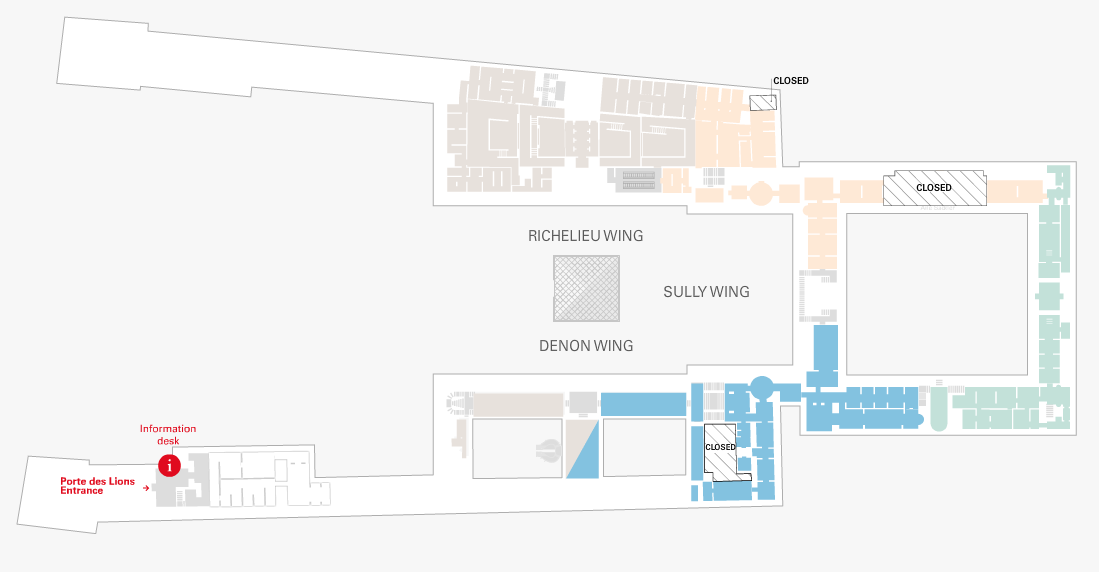 CLOSED
CLOSED
RICHELIEU WING
SULLY WING
DENON WING
Information
desk
i
Porte des Lions
Entrance
CLOSED